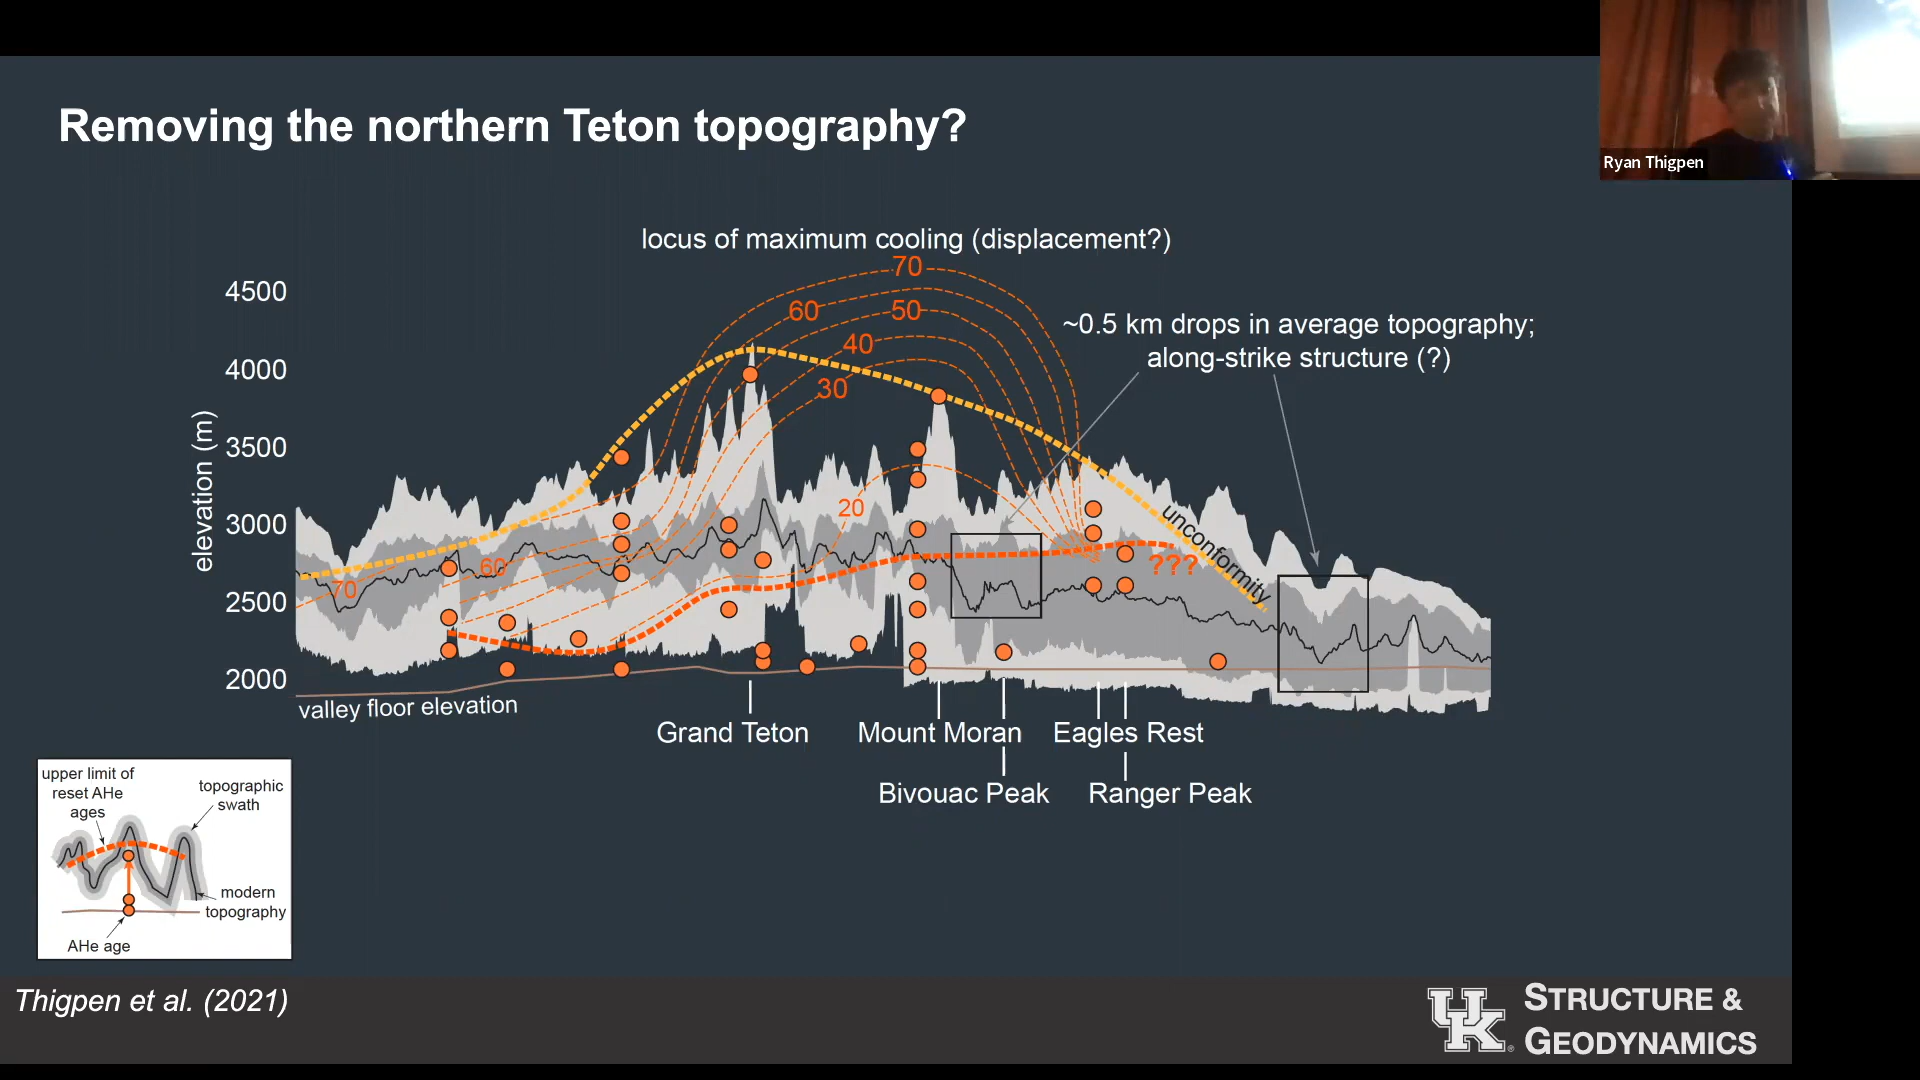 Removing the northern Teton topography?
Ryan Thigpen
locus of maximum cooling (displacement?)
70
60
50
40
30
20
~0.5 km drops in average topography;
along-strike structure (?)
4500
4000
3500
3000
2500
2000
elevation (m)
70
60
???
unconformity
valley floor elevation
Grand Teton
Mount Moran
Eagles Rest
Bivouac Peak
Ranger Peak
upper limit of
reset AHe
ages
topographic
swath
modern
topography
AHe age
Thigpen et al. (2021)
UK
STRUCTURE &
GEODYNAMICS